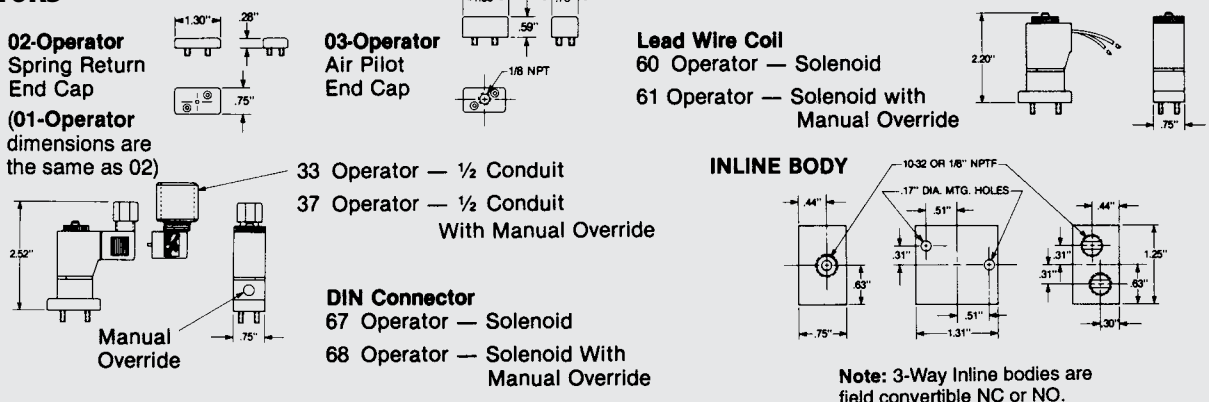 02-Operator
Spring Return
End Cap
(01-Operator
dimensions are
the same as 02)
1.30"
.28"
.75"
03-Operator
Air Pilot
End Cap
.59"
1/8 NPT
Lead Wire Coil
60 Operator — Solenoid
61 Operator — Solenoid with
Manual Override
2.20"
.75"
33 Operator — ½ Conduit
37 Operator — ½ Conduit
With Manual Override
2.52"
Manual
Override
.75"
DIN Connector
67 Operator — Solenoid
68 Operator — Solenoid With
Manual Override
INLINE BODY
10-32 OR 1/8" NPTF
.17" DIA. MTG. HOLES
.44"
.51"
.44"
.31"
.31"
.31"
1.25"
.63"
.63"
.51"
.30"
.75"
1.31"
Note: 3-Way Inline bodies are
field convertible NC or NO.